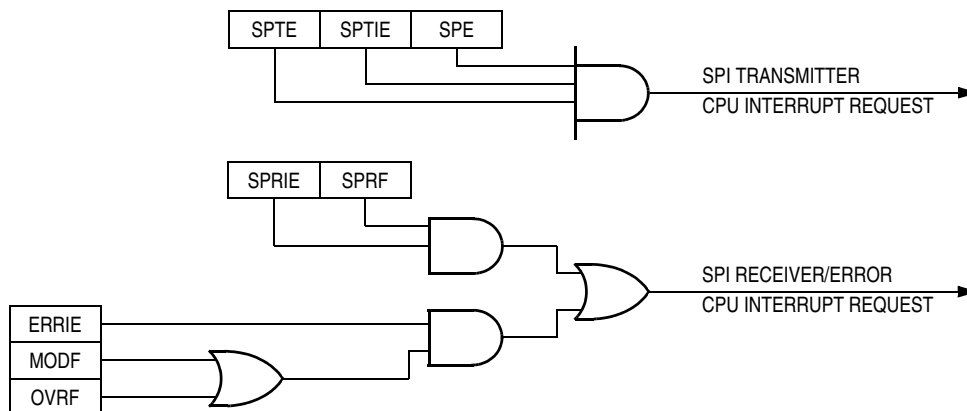 SPTE SPTIE SPE
SPI TRANSMITTER
CPU INTERRUPT REQUEST
SPRIE SPRF
SPI RECEIVER/ERROR
CPU INTERRUPT REQUEST
ERRIE
MODF
OVRF